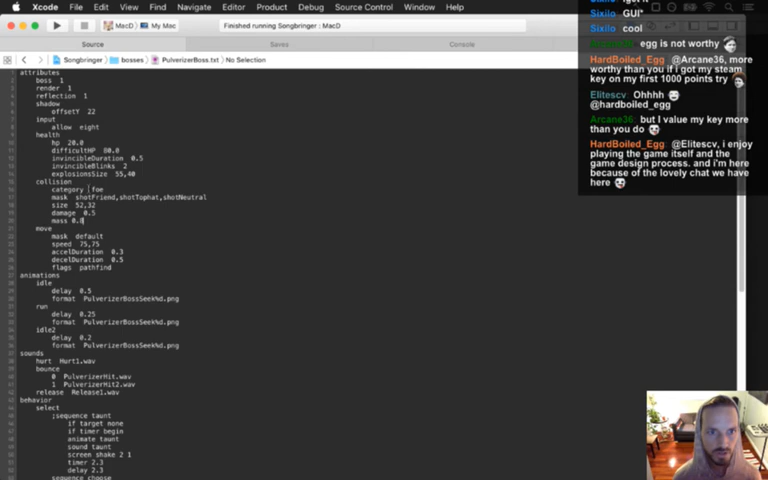 Xcode File Edit View Find Navigate Editor Product Debug Source Control Window Help
MacD My Mac
Finished running Songbringer : MacD
Source Saves Console
Songbringer bosses PulverizerBoss.txt No Selection
attributes
boss 1
render 1
reflection 1
shadow
offsetY 22
input
allow eight
health
hp 20.0
difficultHP 80.0
invincibleDuration 0.5
invincibleBlinks 2
explosionsSize 55,40
collision
category foe
mask shotFriend,shotTophat,shotNeutral
size 52,32
damage 0.5
mass 0.8
move
mask default
speed 75,75
accelDuration 0.3
decelDuration 0.5
flags pathfind
animations
idle
delay 0.5
format PulverizerBossSeek%d.png
run
delay 0.25
format PulverizerBossSeek%d.png
idle2
delay 0.2
format PulverizerBossSeek%d.png
sounds
hurt Hurt1.wav
bounce
0 PulverizerHit.wav
1 PulverizerHit2.wav
release Release1.wav
behavior
select
;sequence taunt
if target none
if timer begin
animate taunt
sound taunt
screen shake 2 1
timer 2.3
delay 2.3
sequence choose
Sixilo GUI*
Sixilo cool
Arcane36: egg is not worthy
HardBoiled_Egg: @Arcane36, more
worthy than you if i got my steam
key on my first 1000 points try
Elitescv: Ohhhh
@hardboiled_egg
Arcane36: but I value my key more
than you do
HardBoiled_Egg: @Elitescv, i enjoy
playing the game itself and the
game design process. and i'm here
because of the lovely chat we have
here